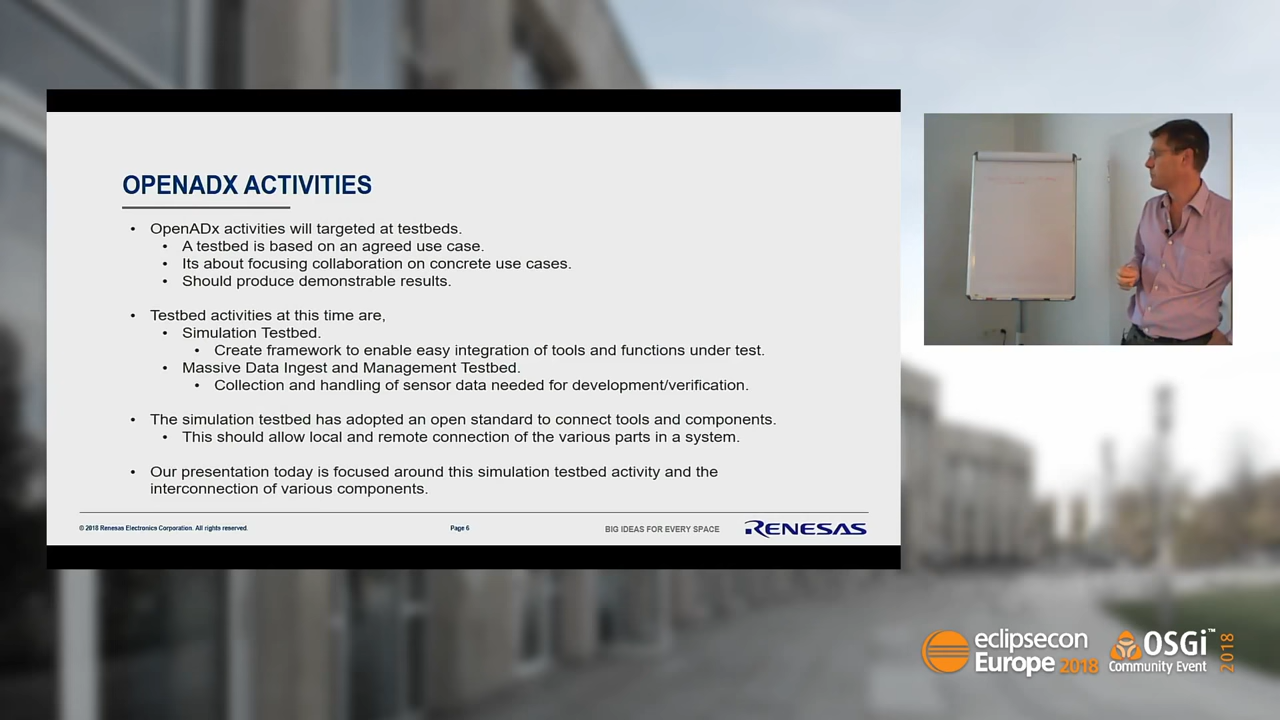 OPENADX ACTIVITIES
• OpenADx activities will targeted at testbeds.
• A testbed is based on an agreed use case.
• Its about focusing collaboration on concrete use cases.
• Should produce demonstrable results.
• Testbed activities at this time are,
• Simulation Testbed.
• Create framework to enable easy integration of tools and functions under test.
• Massive Data Ingest and Management Testbed.
• Collection and handling of sensor data needed for development/verification.
• The simulation testbed has adopted an open standard to connect tools and components.
• This should allow local and remote connection of the various parts in a system.
• Our presentation today is focused around this simulation testbed activity and the
interconnection of various components.
© 2018 Renesas Electronics Corporation. All rights reserved.
Page 6
BIG IDEAS FOR EVERY SPACE
RENESAS
eclipsecon
Europe 2018
OSGi™
Community Event
2018